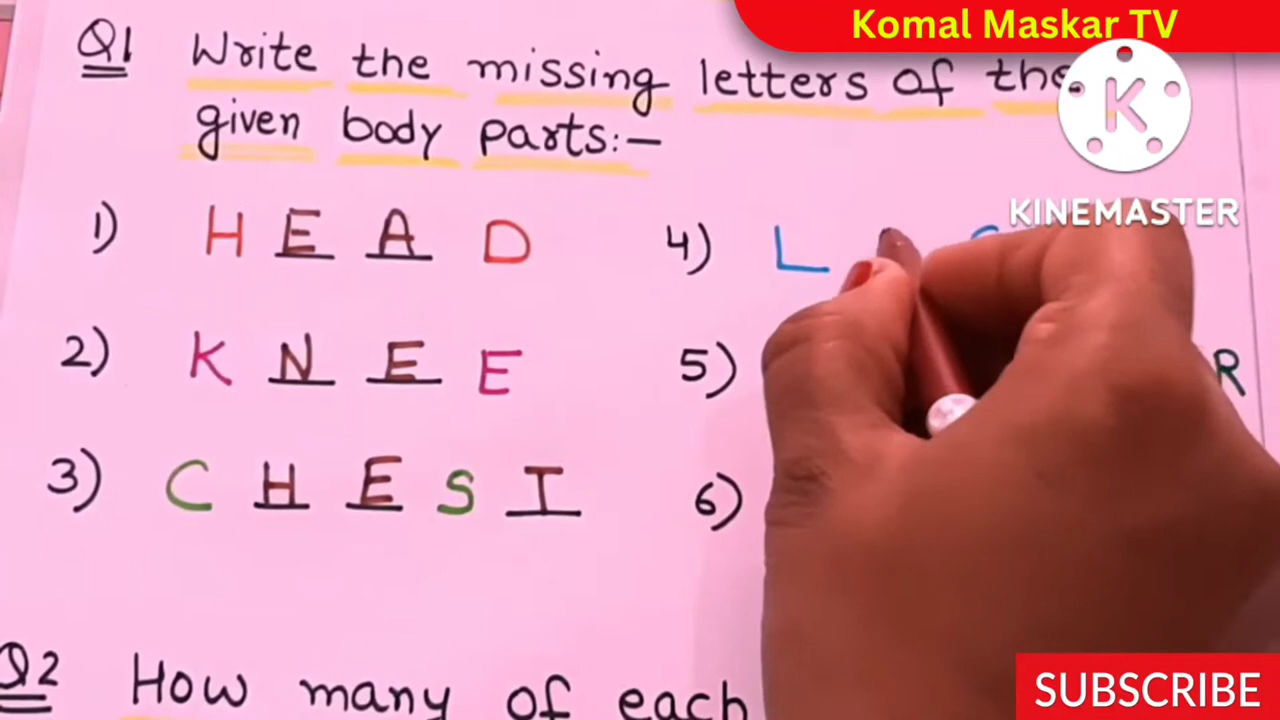 Komal Maskar TV
Q1 Write the missing letters of the
given body parts:-
KINEMASTER
1) H E A D
4) L
2) K N E E
5) R
3) C H E S T
6)
Q2 How many of each
SUBSCRIBE